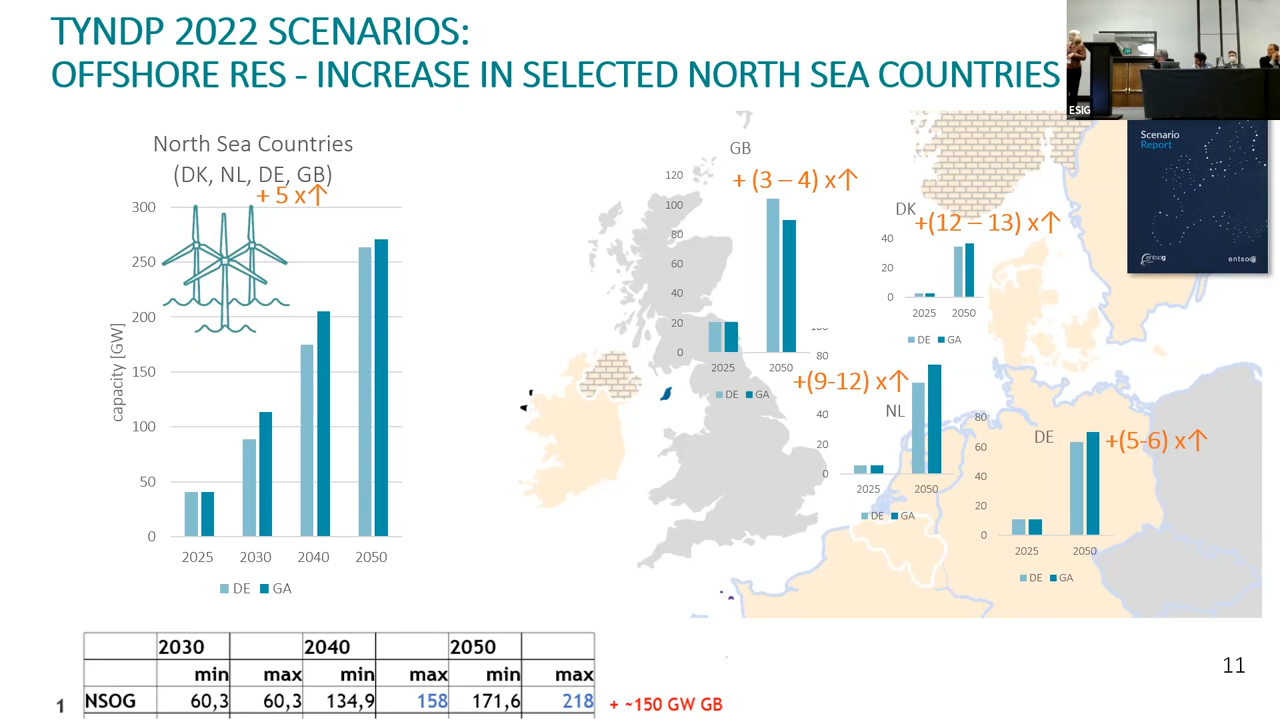 TYNDP 2022 SCENARIOS:
OFFSHORE RES - INCREASE IN SELECTED NORTH SEA COUNTRIES
ESIG
Scenario
Report
entsog
entsoe
North Sea Countries
(DK, NL, DE, GB)
+ 5 x↑
capacity [GW]
300
250
200
150
100
50
0
2025 2030 2040 2050
DE GA
GB
+ (3 – 4) x↑
120
100
80
60
40
20
0
2025 2050
DE GA
DK
+(12 – 13) x↑
40
20
0
2025 2050
DE GA
+(9-12) x↑
NL
80
40
20
0
2025 2050
DE GA
DE
+(5-6) x↑
80
60
40
20
0
2025 2050
DE GA
2030 2040 2050
min max min max min max
NSOG 60,3 60,3 134,9 158 171,6 218
+ ~150 GW GB
1
11